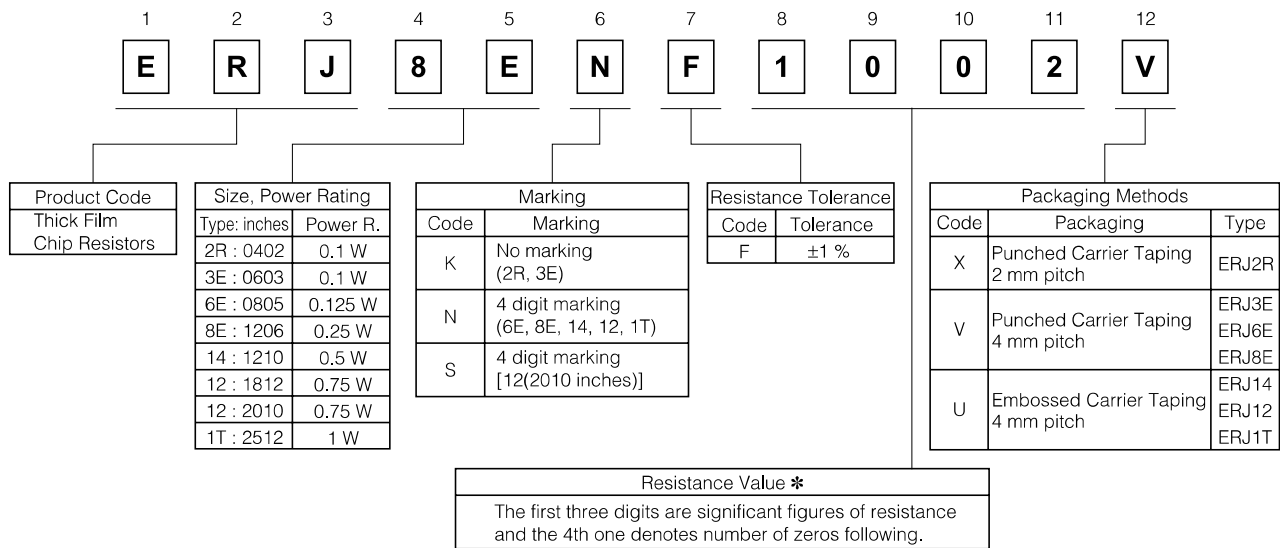 1 2 3 4 5 6 7 8 9 10 11 12
E R J 8 E N F 1 0 0 2 V
Product Code
Thick Film
Chip Resistors
Size, Power Rating
Type: inches Power R.
2R : 0402 0.1 W
3E : 0603 0.1 W
6E : 0805 0.125 W
8E : 1206 0.25 W
14 : 1210 0.5 W
12 : 1812 0.75 W
12 : 2010 0.75 W
1T : 2512 1 W
Marking
Code Marking
K No marking
(2R, 3E)
N 4 digit marking
(6E, 8E, 14, 12, 1T)
S 4 digit marking
[12(2010 inches)]
Resistance Tolerance
Code Tolerance
F ±1 %
Packaging Methods
Code Packaging Type
X Punched Carrier Taping
2 mm pitch
ERJ2R
V Punched Carrier Taping
4 mm pitch
ERJ3E
ERJ6E
ERJ8E
U Embossed Carrier Taping
4 mm pitch
ERJ14
ERJ12
ERJ1T
Resistance Value *
The first three digits are significant figures of resistance
and the 4th one denotes number of zeros following.